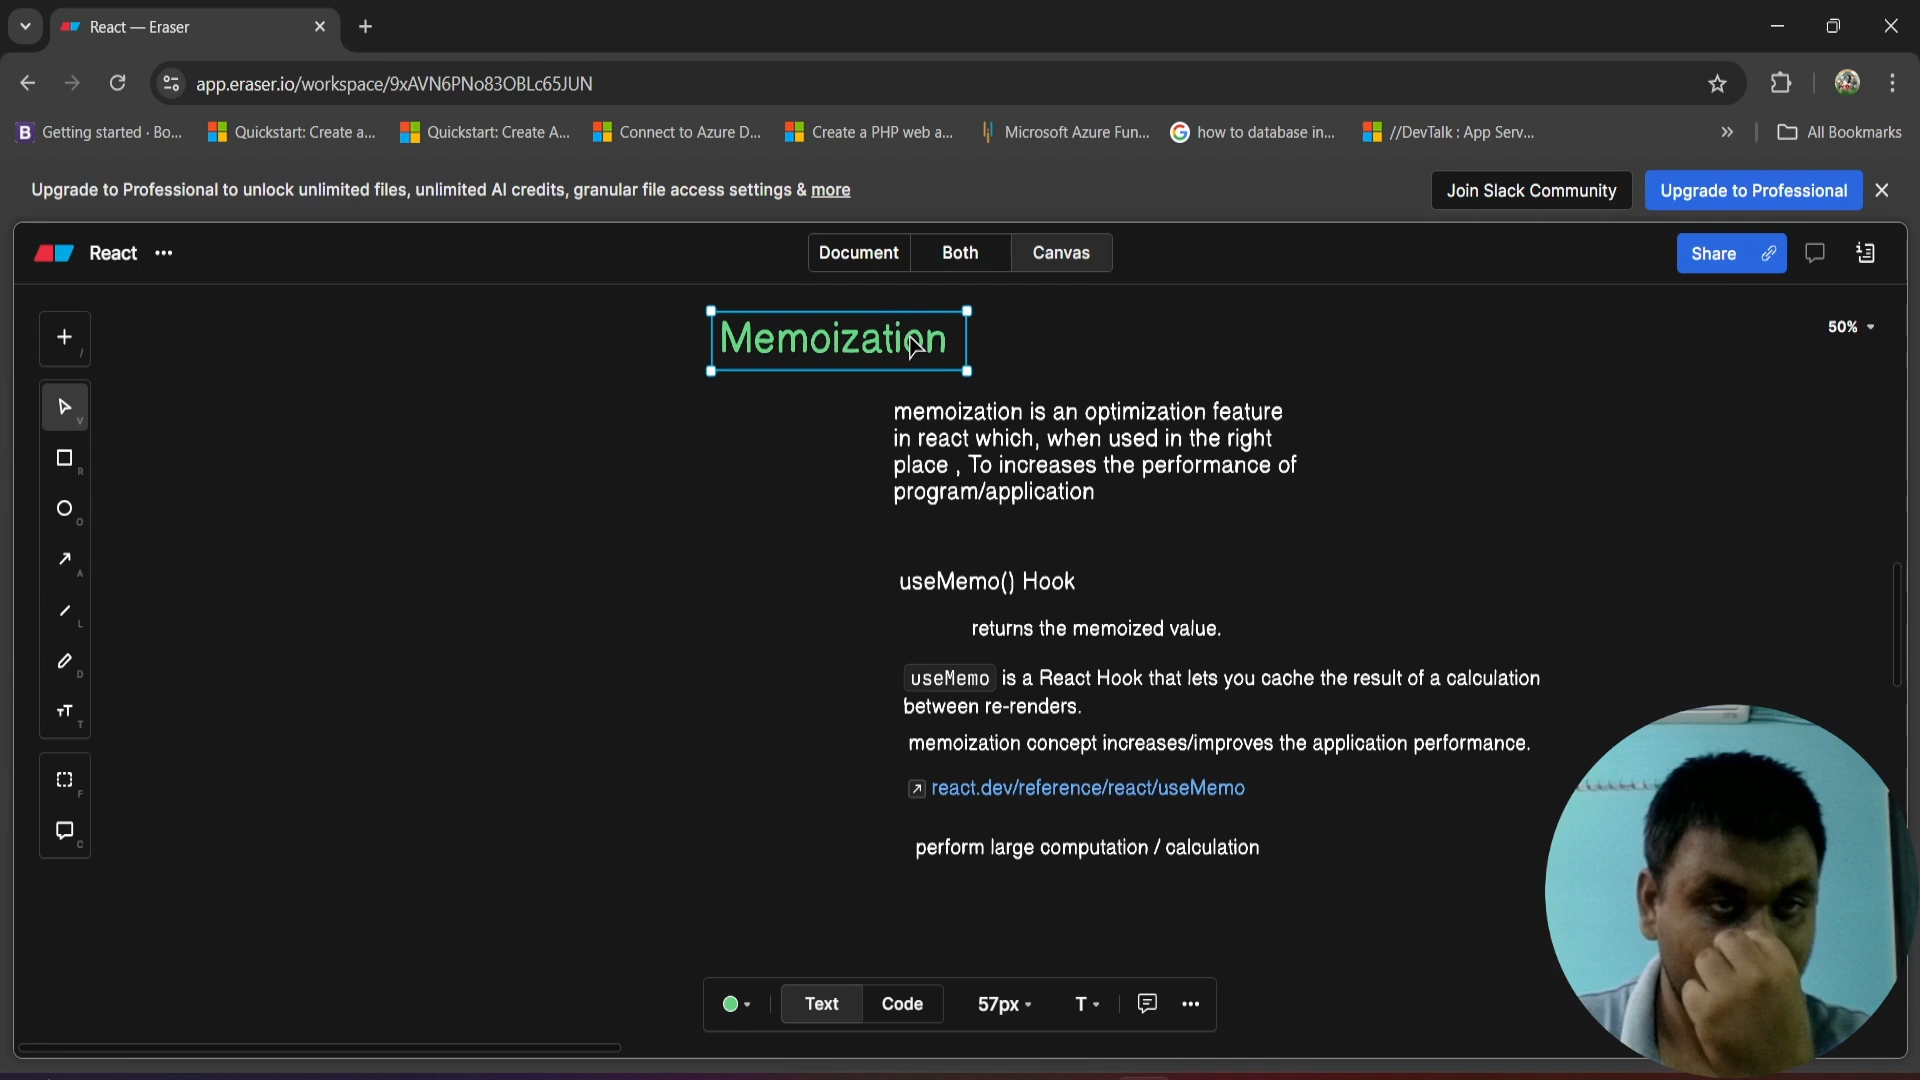 React — Eraser
app.eraser.io/workspace/9xAVN6PNo83OBLc65JUN
B Getting started · Bo... Quickstart: Create a... Quickstart: Create A... Connect to Azure D... Create a PHP web a... Microsoft Azure Fun... how to database in... //DevTalk : App Serv... » All Bookmarks
Upgrade to Professional to unlock unlimited files, unlimited AI credits, granular file access settings & more Join Slack Community Upgrade to Professional
React ... Document Both Canvas Share
50%
Memoization
memoization is an optimization feature
in react which, when used in the right
place , To increases the performance of
program/application
useMemo() Hook
returns the memoized value.
useMemo is a React Hook that lets you cache the result of a calculation
between re-renders.
memoization concept increases/improves the application performance.
react.dev/reference/react/useMemo
perform large computation / calculation
/
V
R
O
A
L
D
T
F
C
Text Code 57px T ...